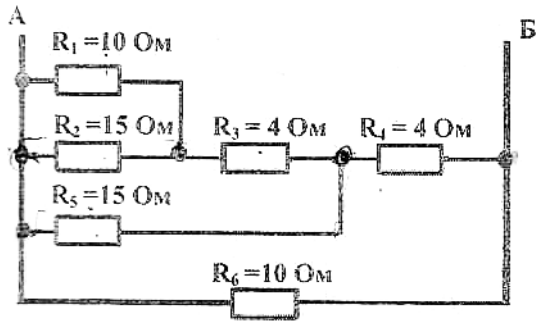 А
Б
R₁ =10 Ом
R₂ =15 Ом
R₃ = 4 Ом
R₄ = 4 Ом
R₅ =15 Ом
R₆ =10 Ом